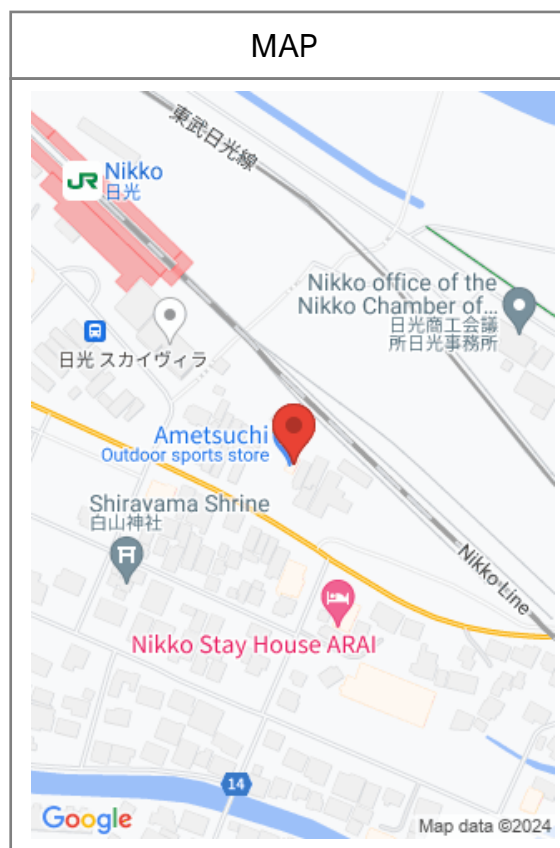 MAP
東武日光線
JR
Nikko
日光
Nikko office of the
Nikko Chamber of...
日光商工会議
所日光事務所
日光 スカイヴィラ
Ametsuchi
Outdoor sports store
Shirayama Shrine
白山神社
Nikko Line
Nikko Stay House ARAI
14
Google
Map data ©2024